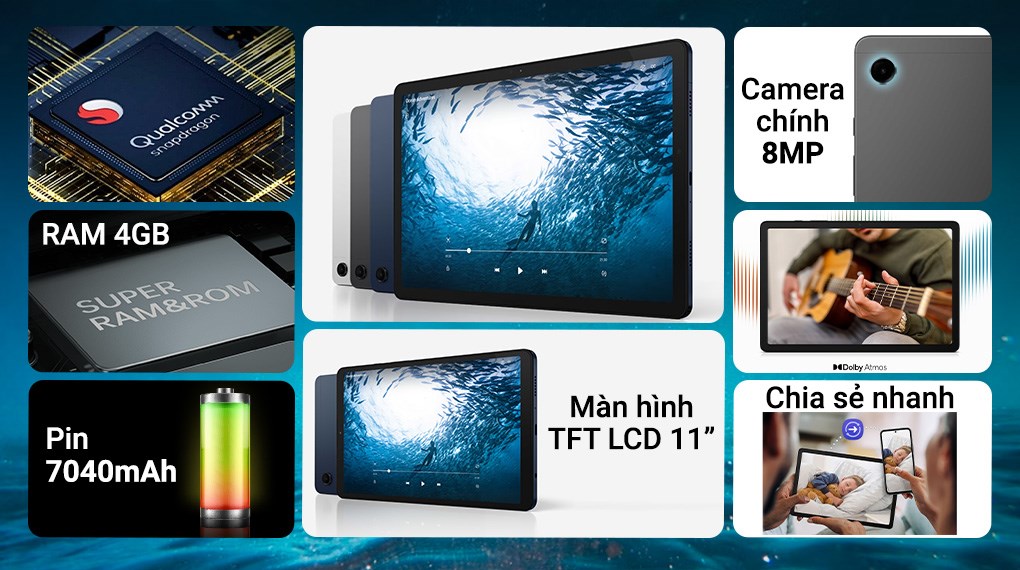 Qualcomm
snapdragon
RAM 4GB
SUPER
RAM&ROM
Pin
7040mAh
Màn hình
TFT LCD 11”
Camera
chính
8MP
Dolby Atmos
Chia sẻ nhanh